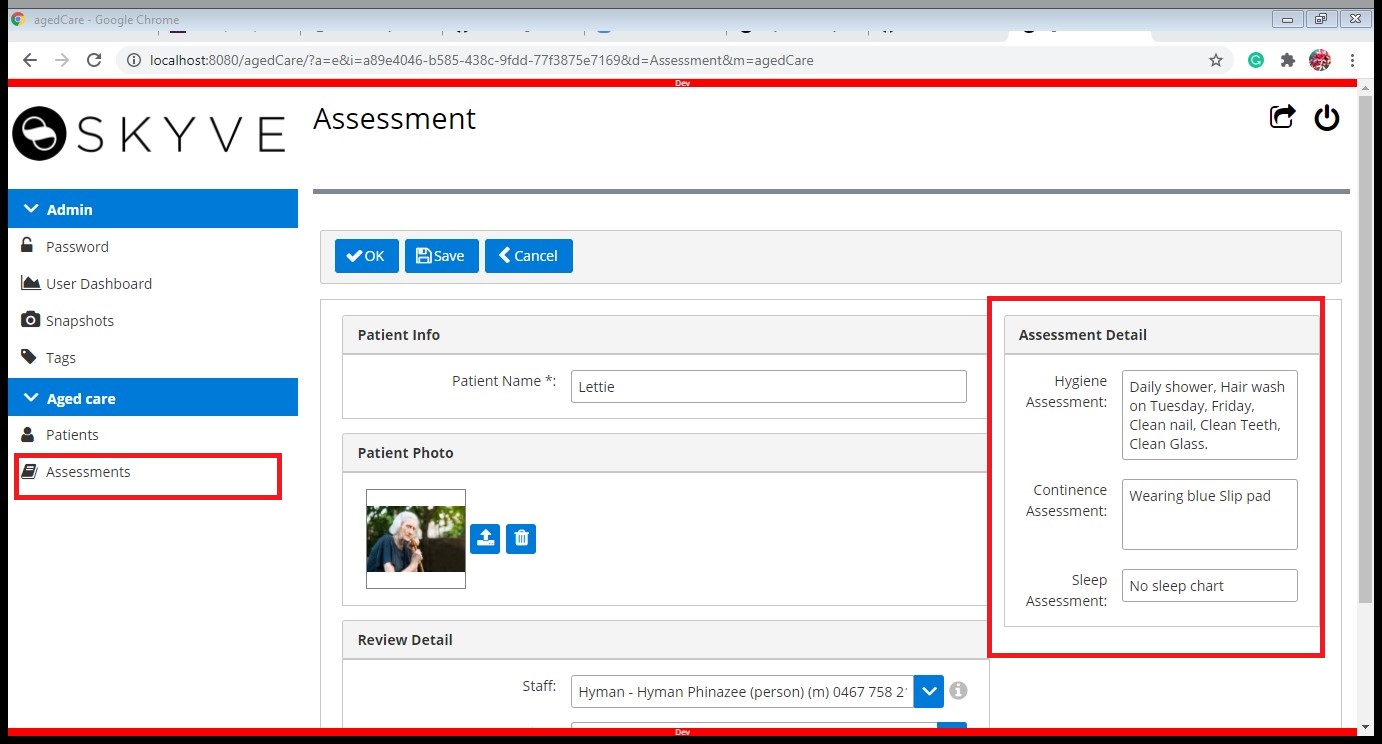 agedCare - Google Chrome
localhost:8080/agedCare/?a=e&i=a89e4046-b585-438c-9fdd-77f3875e7169&d=Assessment&m=agedCare
Dev
SKYVE
Assessment
Admin
Password
User Dashboard
Snapshots
Tags
Aged care
Patients
Assessments
OK
Save
Cancel
Patient Info
Patient Name *:
Lettie
Patient Photo
Review Detail
Staff:
Hyman - Hyman Phinazee (person) (m) 0467 758 2
Assessment Detail
Hygiene
Assessment:
Daily shower, Hair wash
on Tuesday, Friday,
Clean nail, Clean Teeth,
Clean Glass.
Continence
Assessment:
Wearing blue Slip pad
Sleep
Assessment:
No sleep chart
Dev